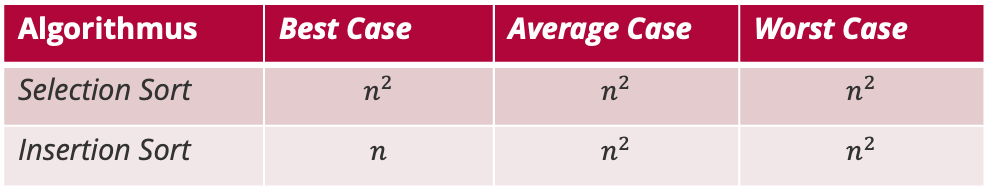 Algorithmus Best Case Average Case Worst Case
Selection Sort n² n² n²
Insertion Sort n n² n²